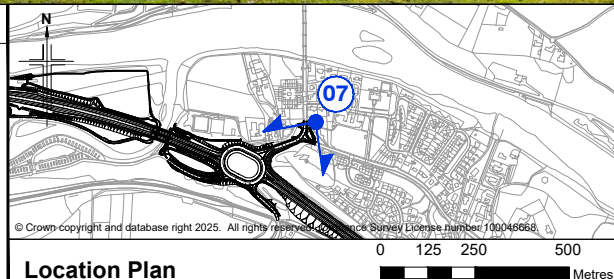 N
07
© Crown copyright and database right 2025. All rights reserved. Ordnance Survey License number 100046668.
Location Plan
0 125 250 500
Metres